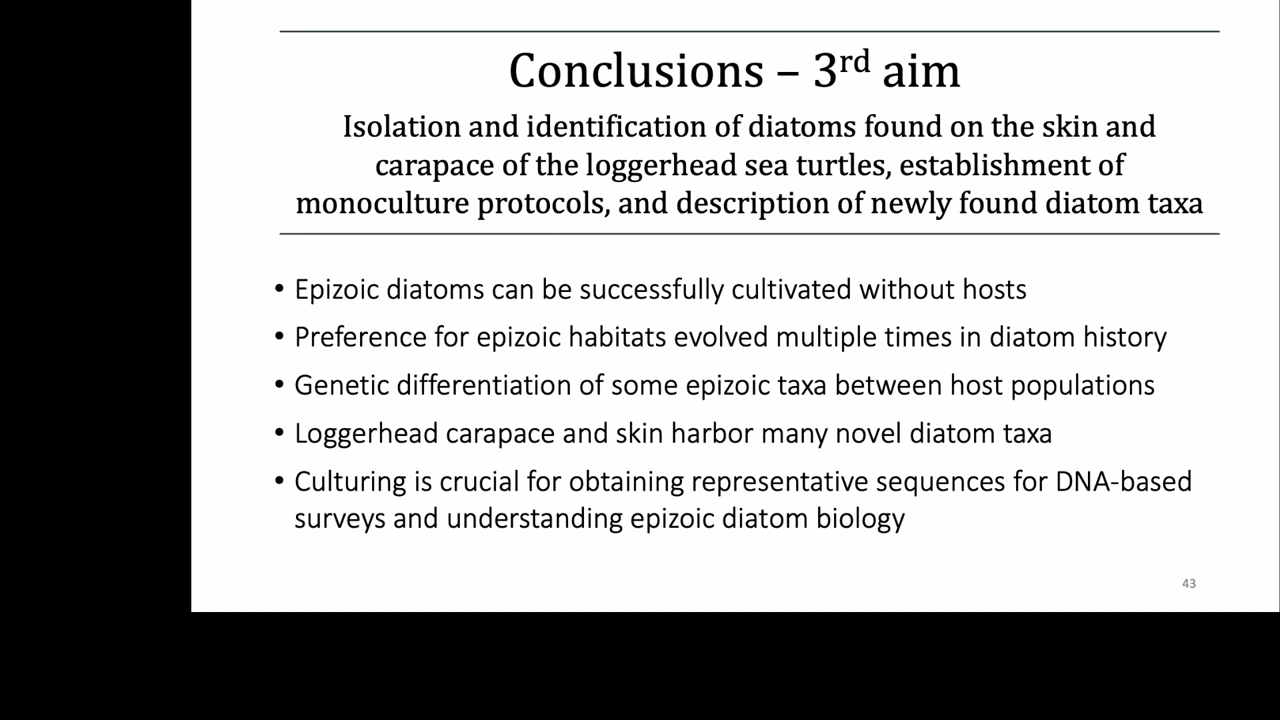 Conclusions – 3rd aim
Isolation and identification of diatoms found on the skin and
carapace of the loggerhead sea turtles, establishment of
monoculture protocols, and description of newly found diatom taxa
• Epizoic diatoms can be successfully cultivated without hosts
• Preference for epizoic habitats evolved multiple times in diatom history
• Genetic differentiation of some epizoic taxa between host populations
• Loggerhead carapace and skin harbor many novel diatom taxa
• Culturing is crucial for obtaining representative sequences for DNA-based
surveys and understanding epizoic diatom biology
43